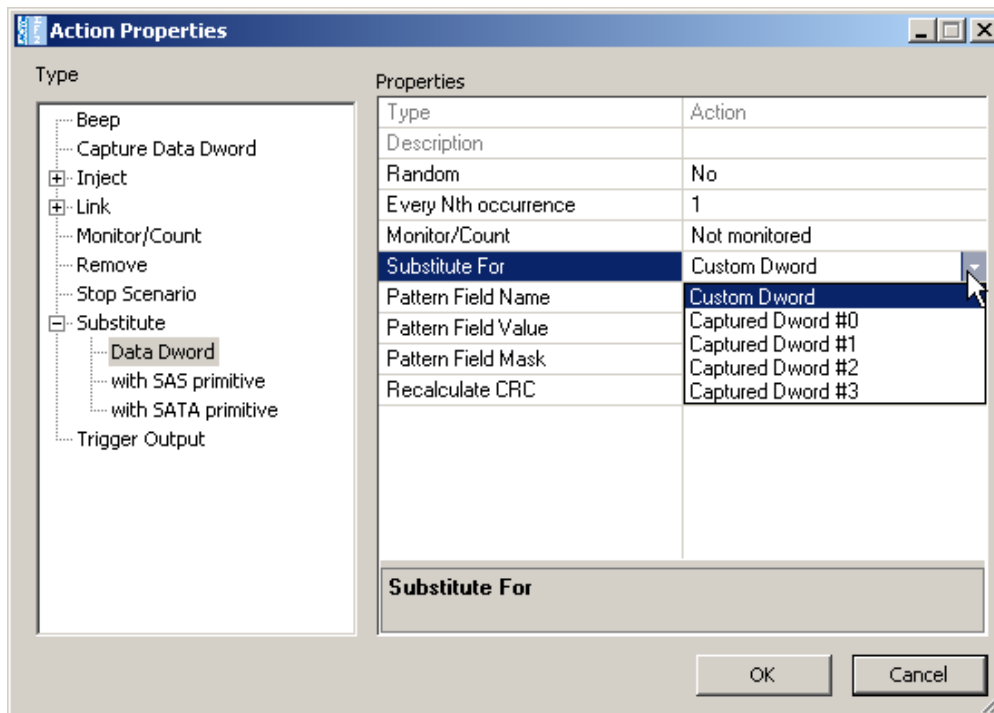 Action Properties
Type
Beep
Capture Data Dword
Inject
Link
Monitor/Count
Remove
Stop Scenario
Substitute
Data Dword
with SAS primitive
with SATA primitive
Trigger Output
Properties
Type Action
Description
Random No
Every Nth occurrence 1
Monitor/Count Not monitored
Substitute For Custom Dword
Pattern Field Name
Pattern Field Value
Pattern Field Mask
Recalculate CRC
Custom Dword
Captured Dword #0
Captured Dword #1
Captured Dword #2
Captured Dword #3
Substitute For
OK Cancel